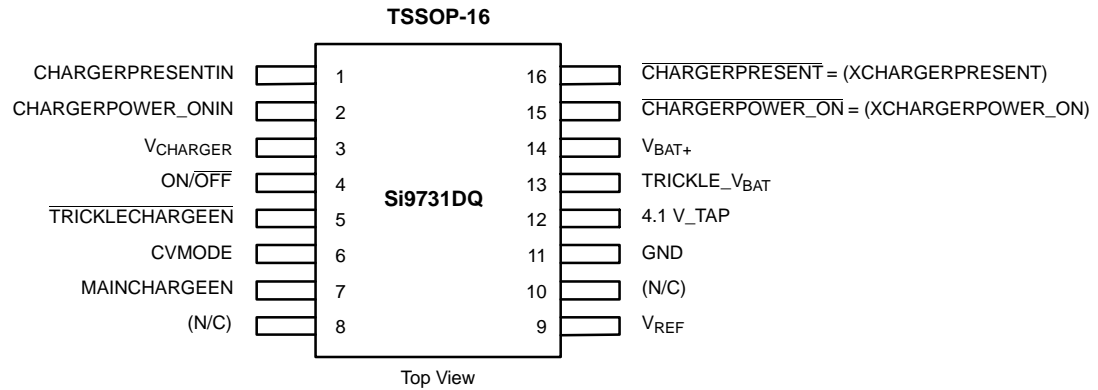 TSSOP-16
CHARGERPRESENTIN 1 16 CHARGERPRESENT = (XCHARGERPRESENT)
CHARGERPOWER_ONIN 2 15 CHARGERPOWER_ON = (XCHARGERPOWER_ON)
VCHARGER 3 14 VBAT+
ON/OFF 4 13 TRICKLE_VBAT
Si9731DQ
TRICKLECHARGEEN 5 12 4.1 V_TAP
CVMODE 6 11 GND
MAINCHARGEEN 7 10 (N/C)
(N/C) 8 9 VREF
Top View